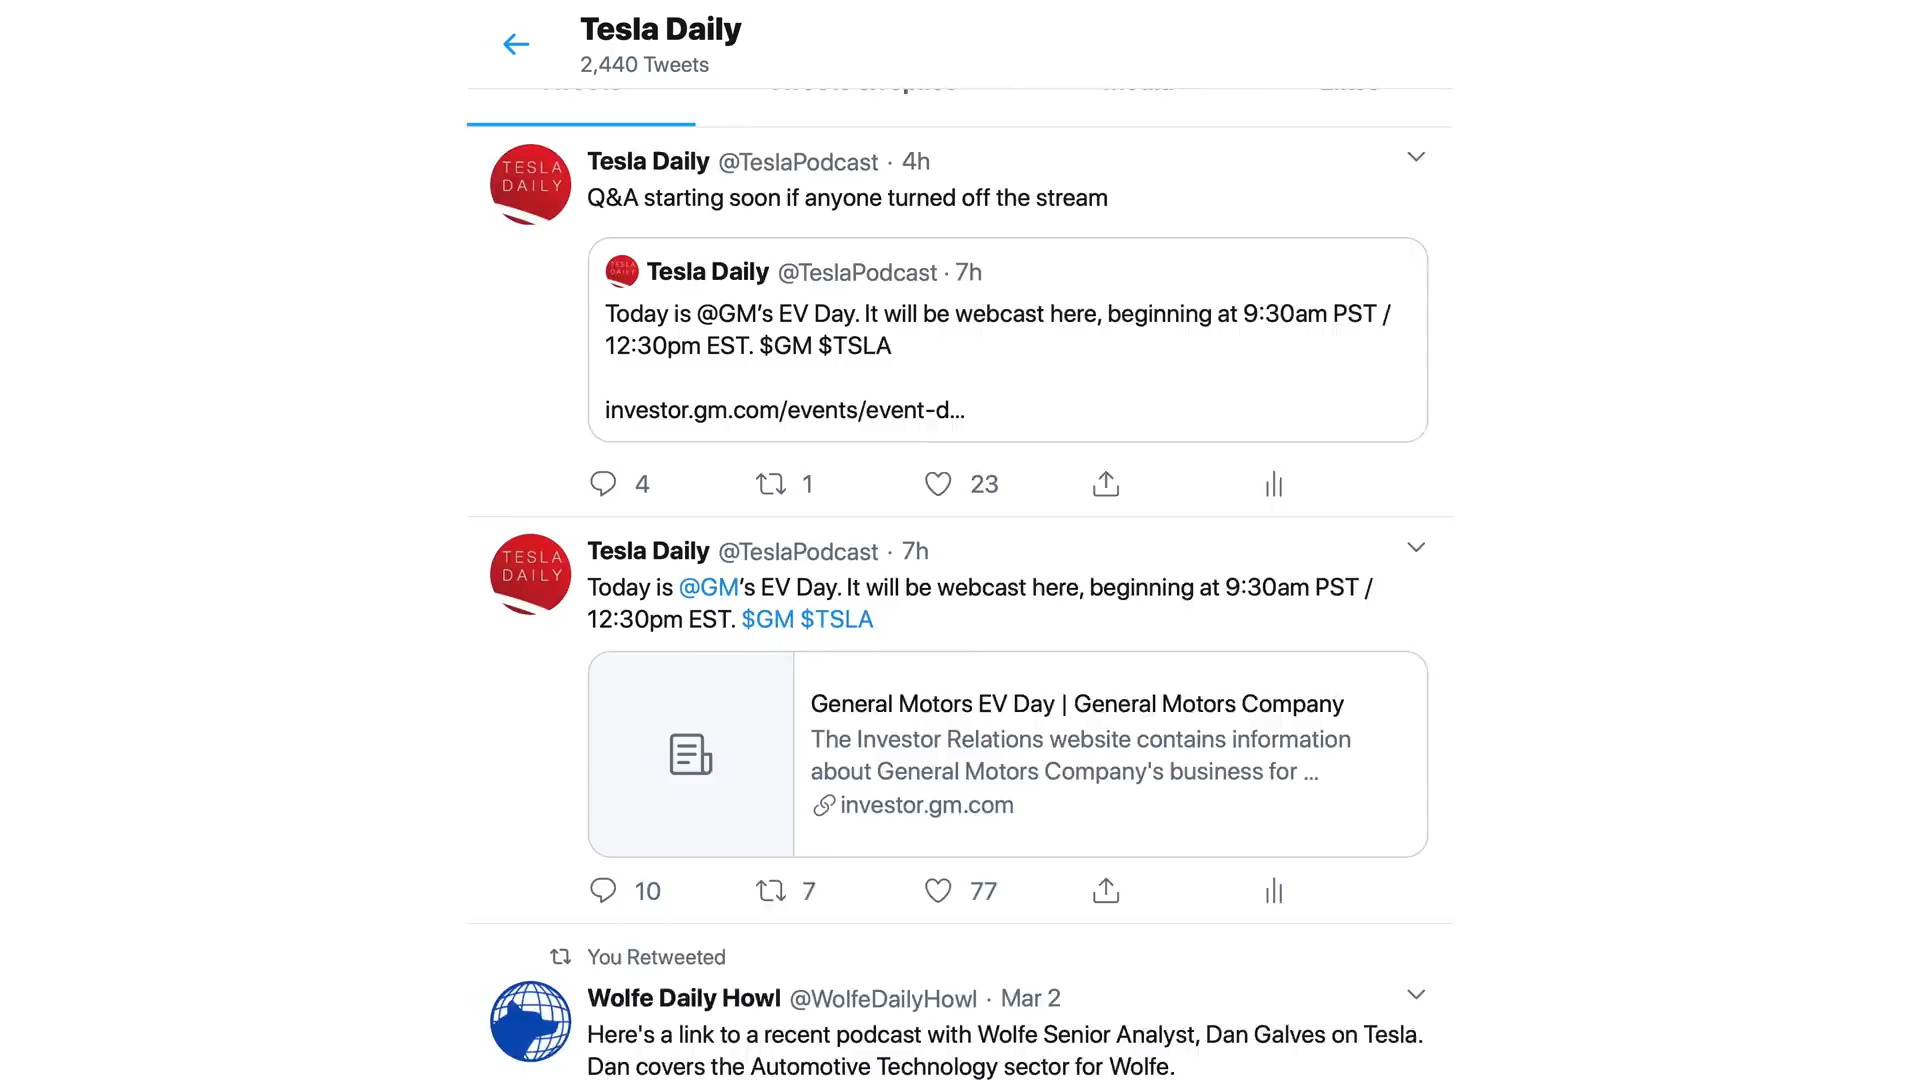 Tesla Daily
2,440 Tweets
TESLA
DAILY
Tesla Daily @TeslaPodcast · 4h
Q&A starting soon if anyone turned off the stream
TESLA
DAILY
Tesla Daily @TeslaPodcast · 7h
Today is @GM’s EV Day. It will be webcast here, beginning at 9:30am PST /
12:30pm EST. $GM $TSLA
investor.gm.com/events/event-d...
4 1 23
TESLA
DAILY
Tesla Daily @TeslaPodcast · 7h
Today is @GM’s EV Day. It will be webcast here, beginning at 9:30am PST /
12:30pm EST. $GM $TSLA
General Motors EV Day | General Motors Company
The Investor Relations website contains information
about General Motors Company's business for ...
investor.gm.com
10 7 77
You Retweeted
Wolfe Daily Howl @WolfeDailyHowl · Mar 2
Here's a link to a recent podcast with Wolfe Senior Analyst, Dan Galves on Tesla.
Dan covers the Automotive Technology sector for Wolfe.